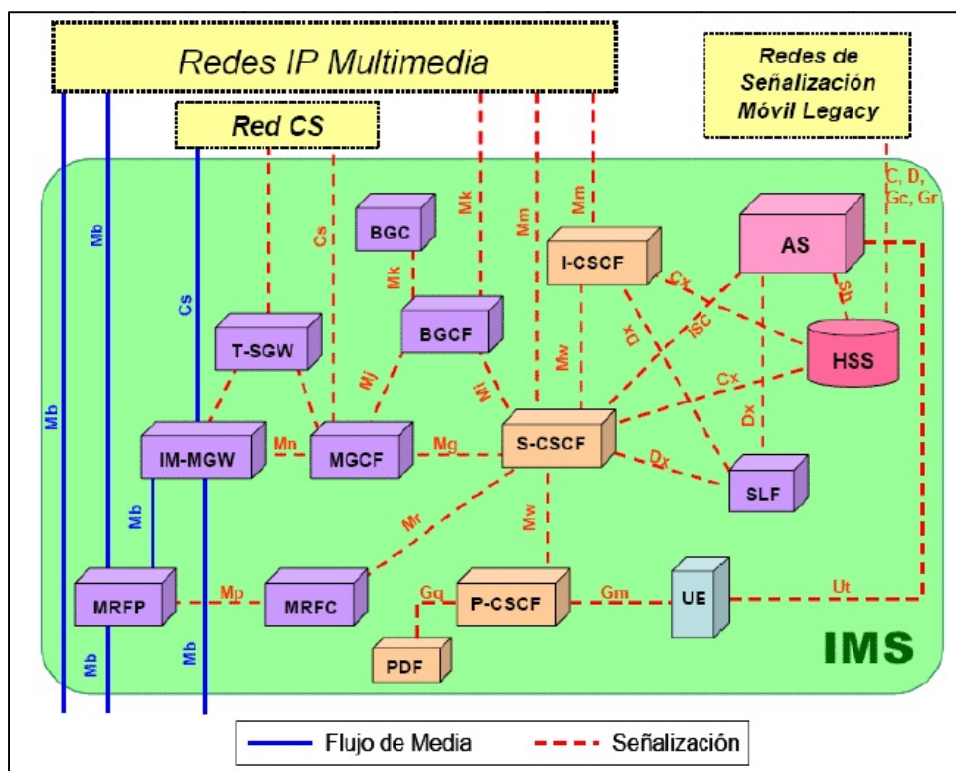 Redes IP Multimedia
Redes de
Señalización
Móvil Legacy
Red CS
C, D,
Gc, Gr
Mb
Mb
Cs
Cs
Mk
Mm
Mm
BGC
Mk
I-CSCF
AS
Cx
sh
isc
T-SGW
BGCF
Dx
HSS
Mj
Mi
Mw
Cx
Dx
Mb
IM-MGW
Mn
MGCF
Mg
S-CSCF
Dx
SLF
Mb
Mr
Mw
MRFP
Mp
MRFC
Gq
P-CSCF
Gm
UE
Ut
Mb
Mb
PDF
IMS
Flujo de Media
Señalización